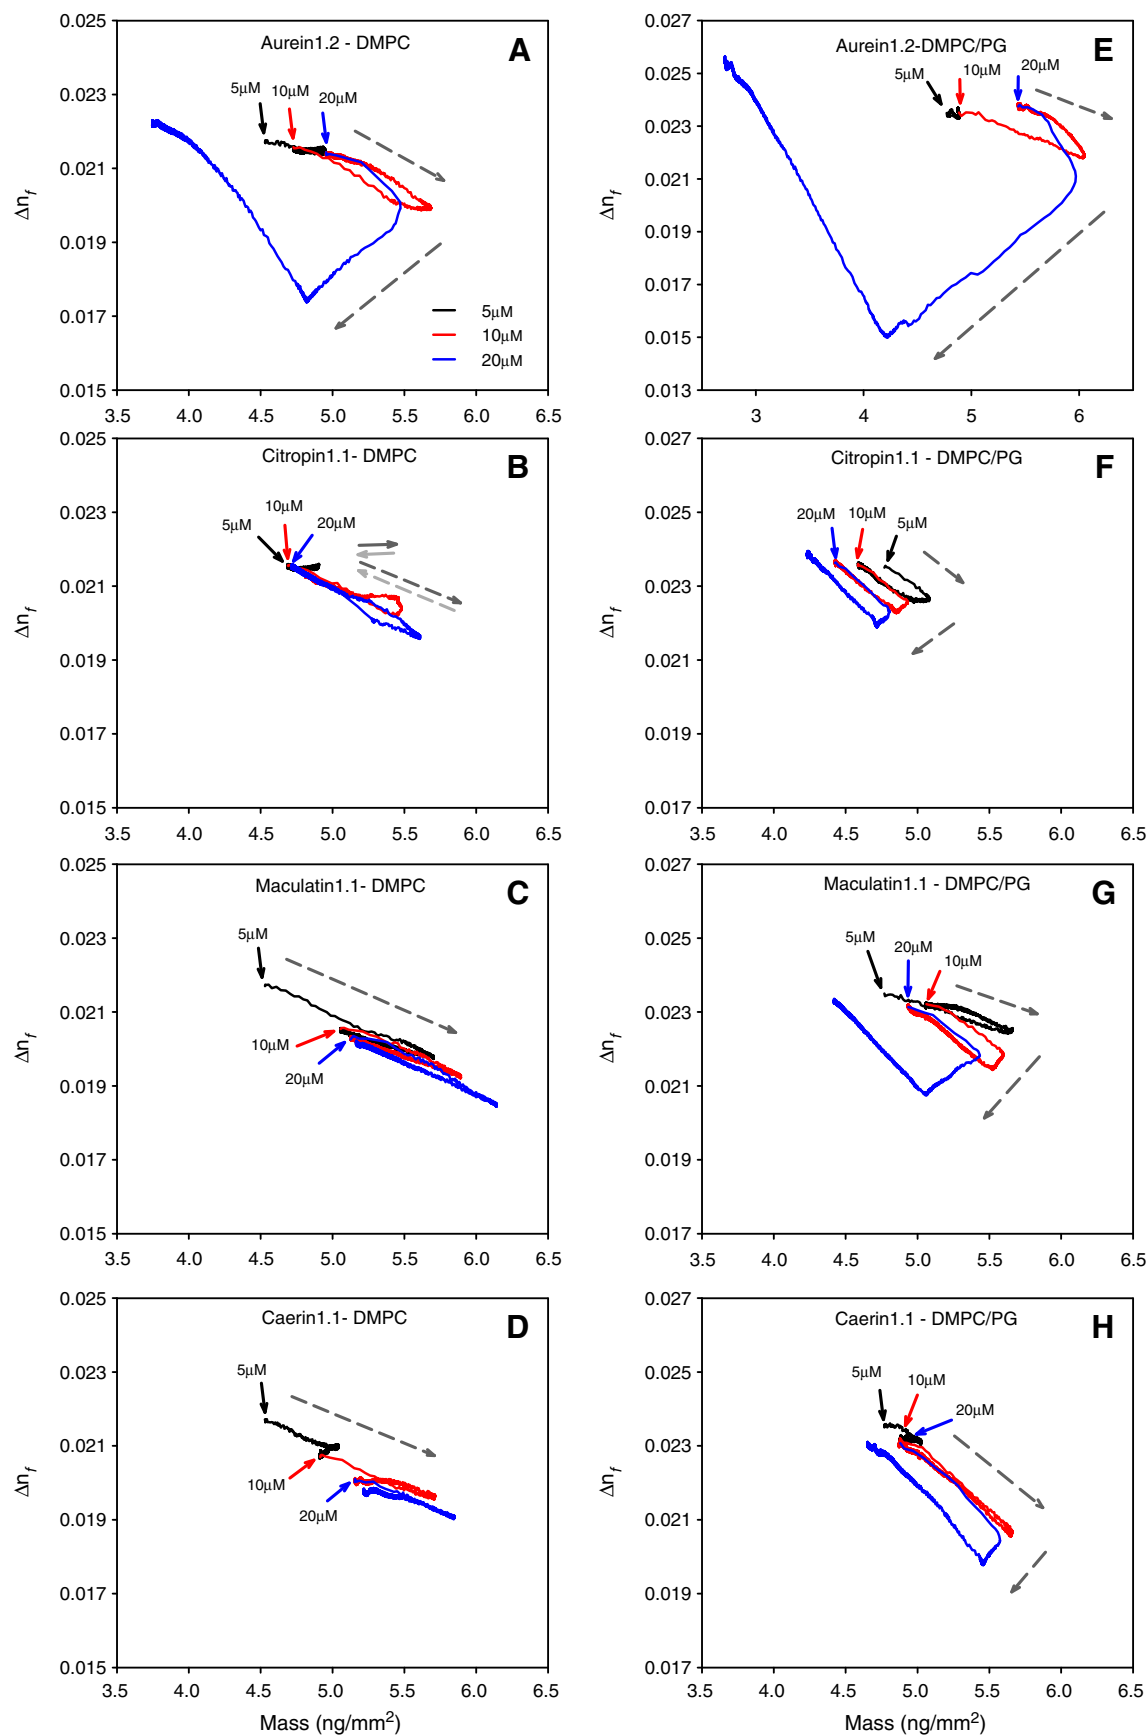 Aurein1.2 - DMPC
A
5μM
10μM
20μM
5μM
10μM
20μM
0.025
0.023
0.021
0.019
0.017
0.015
Δn_f
3.5 4.0 4.5 5.0 5.5 6.0 6.5
Aurein1.2-DMPC/PG
E
5μM
10μM
20μM
0.027
0.025
0.023
0.021
0.019
0.017
0.015
0.013
Δn_f
3 4 5 6
Citropin1.1- DMPC
B
10μM
5μM
20μM
0.025
0.023
0.021
0.019
0.017
0.015
Δn_f
3.5 4.0 4.5 5.0 5.5 6.0 6.5
Citropin1.1 - DMPC/PG
F
20μM
10μM
5μM
0.027
0.025
0.023
0.021
0.019
0.017
Δn_f
3.5 4.0 4.5 5.0 5.5 6.0 6.5
Maculatin1.1- DMPC
C
5μM
10μM
20μM
0.025
0.023
0.021
0.019
0.017
0.015
Δn_f
3.5 4.0 4.5 5.0 5.5 6.0 6.5
Maculatin1.1 - DMPC/PG
G
5μM
20μM
10μM
0.027
0.025
0.023
0.021
0.019
0.017
Δn_f
3.5 4.0 4.5 5.0 5.5 6.0 6.5
Caerin1.1- DMPC
D
5μM
10μM
20μM
0.025
0.023
0.021
0.019
0.017
0.015
Δn_f
3.5 4.0 4.5 5.0 5.5 6.0 6.5
Mass (ng/mm²)
Caerin1.1 - DMPC/PG
H
5μM
10μM
20μM
0.027
0.025
0.023
0.021
0.019
0.017
Δn_f
3.5 4.0 4.5 5.0 5.5 6.0 6.5
Mass (ng/mm²)